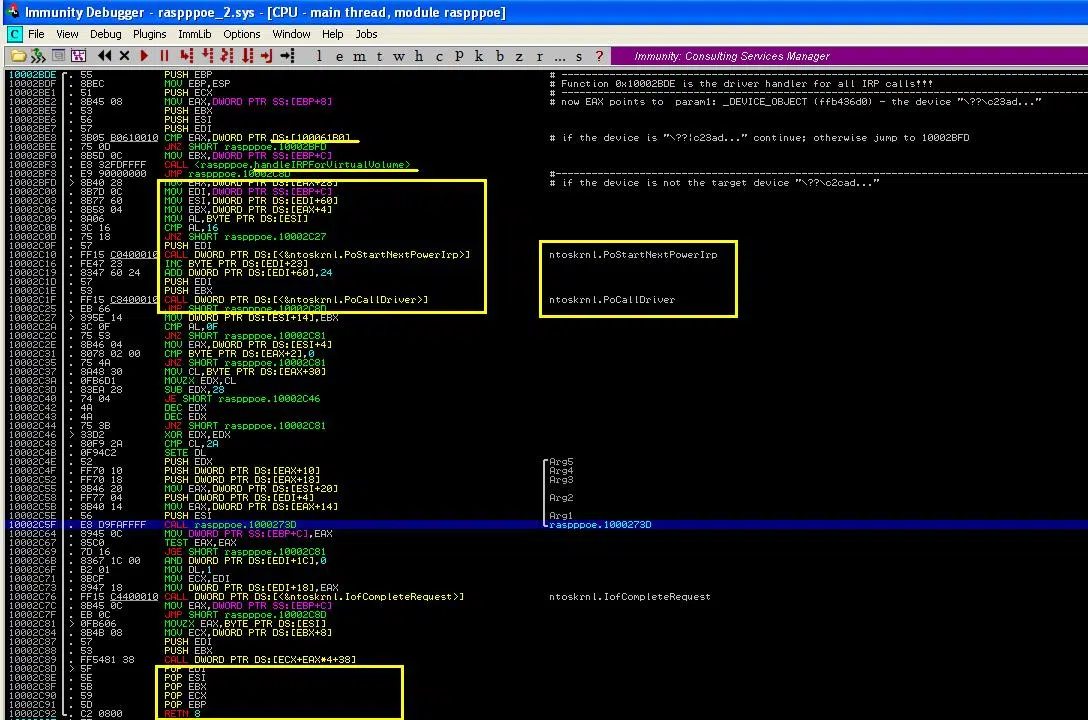 Immunity Debugger - raspppoe_2.sys - [CPU - main thread, module raspppoe]
C File View Debug Plugins ImmLib Options Window Help Jobs
l e m t w h c p k b z r ... s ? Immunity: Consulting Services Manager
10002BDE . 55 PUSH EBP # -----------------------------------------------------------
10002BDF . 8BEC MOV EBP,ESP # Function 0x10002BDE is the driver handler for all IRP calls!!!
10002BE1 . 51 PUSH ECX # -----------------------------------------------------------
10002BE2 . 8B45 08 MOV EAX,DWORD PTR SS:[EBP+8] # now EAX points to param1: _DEVICE_OBJECT (ffb436d0) - the device "\??\c23ad..."
10002BE5 . 53 PUSH EBX
10002BE6 . 56 PUSH ESI
10002BE7 . 57 PUSH EDI
10002BE8 . 3B05 B0610010 CMP EAX,DWORD PTR DS:[100061B0] # if the device is "\??¦c23ad..." continue; otherwise jump to 10002BFD
10002BEE . 75 0D JNZ SHORT raspppoe.10002BFD
10002BF0 . 8B5D 0C MOV EBX,DWORD PTR SS:[EBP+C]
10002BF3 . E8 32FDFFFF CALL <raspppoe.handleIRPForVirtualVolume>
10002BF8 . E9 90000000 JMP raspppoe.10002C8D #-----------------------------------------------------------
10002BFD > 8B40 28 MOV EAX,DWORD PTR DS:[EAX+28] # if the device is not the target device "\??\c2cad..."
10002C00 . 8B7D 0C MOV EDI,DWORD PTR SS:[EBP+C]
10002C03 . 8B77 60 MOV ESI,DWORD PTR DS:[EDI+60]
10002C06 . 8B58 04 MOV EBX,DWORD PTR DS:[EAX+4]
10002C09 . 8A06 MOV AL,BYTE PTR DS:[ESI]
10002C0B . 3C 16 CMP AL,16
10002C0D . 75 18 JNZ SHORT raspppoe.10002C27
10002C0F . 57 PUSH EDI
10002C10 . FF15 C0400010 CALL DWORD PTR DS:[<&ntoskrnl.PoStartNextPowerIrp>] ntoskrnl.PoStartNextPowerIrp
10002C16 . FE47 23 INC BYTE PTR DS:[EDI+23]
10002C19 . 8347 60 24 ADD DWORD PTR DS:[EDI+60],24
10002C1D . 57 PUSH EDI
10002C1E . 53 PUSH EBX
10002C1F . FF15 C8400010 CALL DWORD PTR DS:[<&ntoskrnl.PoCallDriver>] ntoskrnl.PoCallDriver
10002C25 . EB 66 JMP SHORT raspppoe.10002C8D
10002C27 > 895E 14 MOV DWORD PTR DS:[ESI+14],EBX
10002C2A . 3C 0F CMP AL,0F
10002C2C . 75 53 JNZ SHORT raspppoe.10002C81
10002C2E . 8B46 04 MOV EAX,DWORD PTR DS:[ESI+4]
10002C31 . 8078 02 00 CMP BYTE PTR DS:[EAX+2],0
10002C35 . 75 4A JNZ SHORT raspppoe.10002C81
10002C37 . 8A48 30 MOV CL,BYTE PTR DS:[EAX+30]
10002C3A . 0FB6D1 MOVZX EDX,CL
10002C3D . 83EA 28 SUB EDX,28
10002C40 . 74 04 JE SHORT raspppoe.10002C46
10002C42 . 4A DEC EDX
10002C43 . 4A DEC EDX
10002C44 . 75 3B JNZ SHORT raspppoe.10002C81
10002C46 > 33D2 XOR EDX,EDX
10002C48 . 80F9 2A CMP CL,2A
10002C4B . 0F94C2 SETE DL
10002C4E . 52 PUSH EDX Arg5
10002C4F . FF70 10 PUSH DWORD PTR DS:[EAX+10] Arg4
10002C52 . FF70 18 PUSH DWORD PTR DS:[EAX+18] Arg3
10002C55 . 8B46 20 MOV EAX,DWORD PTR DS:[ESI+20]
10002C58 . FF77 04 PUSH DWORD PTR DS:[EDI+4] Arg2
10002C5B . 8B40 14 MOV EAX,DWORD PTR DS:[EAX+14]
10002C5E . 56 PUSH ESI Arg1
10002C5F . E8 D9FAFFFF CALL raspppoe.1000273D raspppoe.1000273D
10002C64 . 8945 0C MOV DWORD PTR SS:[EBP+C],EAX
10002C67 . 85C0 TEST EAX,EAX
10002C69 . 7D 16 JGE SHORT raspppoe.10002C81
10002C6B . 8367 1C 00 AND DWORD PTR DS:[EDI+1C],0
10002C6F . B2 01 MOV DL,1
10002C71 . 8BCF MOV ECX,EDI
10002C73 . 8947 18 MOV DWORD PTR DS:[EDI+18],EAX
10002C76 . FF15 C4400010 CALL DWORD PTR DS:[<&ntoskrnl.IofCompleteRequest>] ntoskrnl.IofCompleteRequest
10002C7C . 8B45 0C MOV EAX,DWORD PTR SS:[EBP+C]
10002C7F . EB 0C JMP SHORT raspppoe.10002C8D
10002C81 > 0FB606 MOVZX EAX,BYTE PTR DS:[ESI]
10002C84 . 8B4B 08 MOV ECX,DWORD PTR DS:[EBX+8]
10002C87 . 57 PUSH EDI
10002C88 . 53 PUSH EBX
10002C89 . FF5481 38 CALL DWORD PTR DS:[ECX+EAX*4+38]
10002C8D > 5F POP EDI
10002C8E . 5E POP ESI
10002C8F . 5B POP EBX
10002C90 . 59 POP ECX
10002C91 . 5D POP EBP
10002C92 . C2 0800 RETN 8